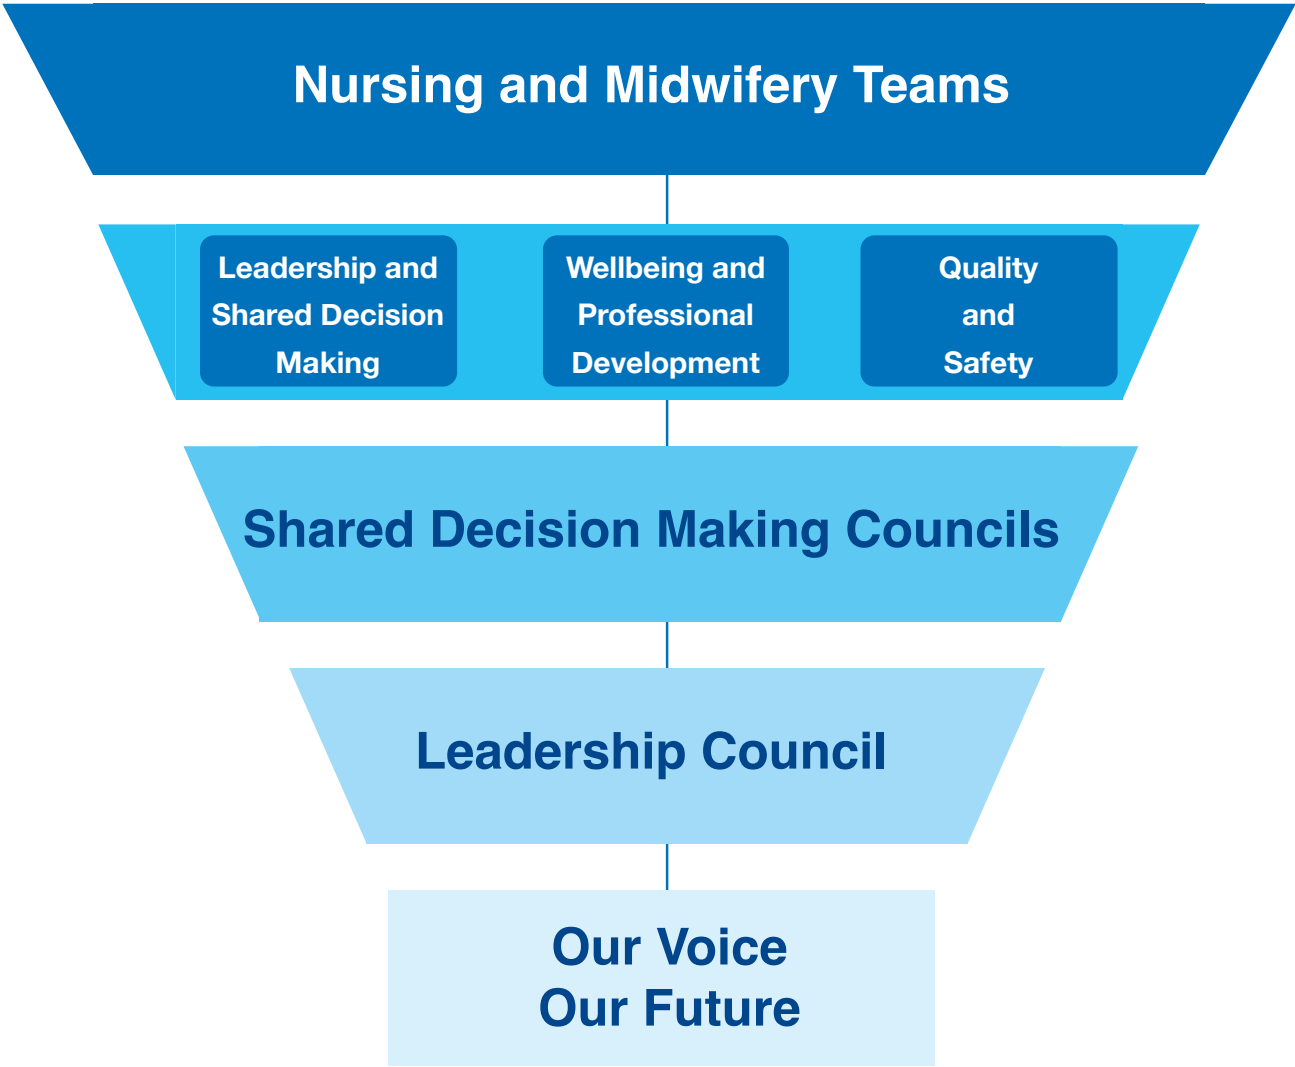 Nursing and Midwifery Teams
Leadership and
Shared Decision
Making
Wellbeing and
Professional
Development
Quality
and
Safety
Shared Decision Making Councils
Leadership Council
Our Voice
Our Future